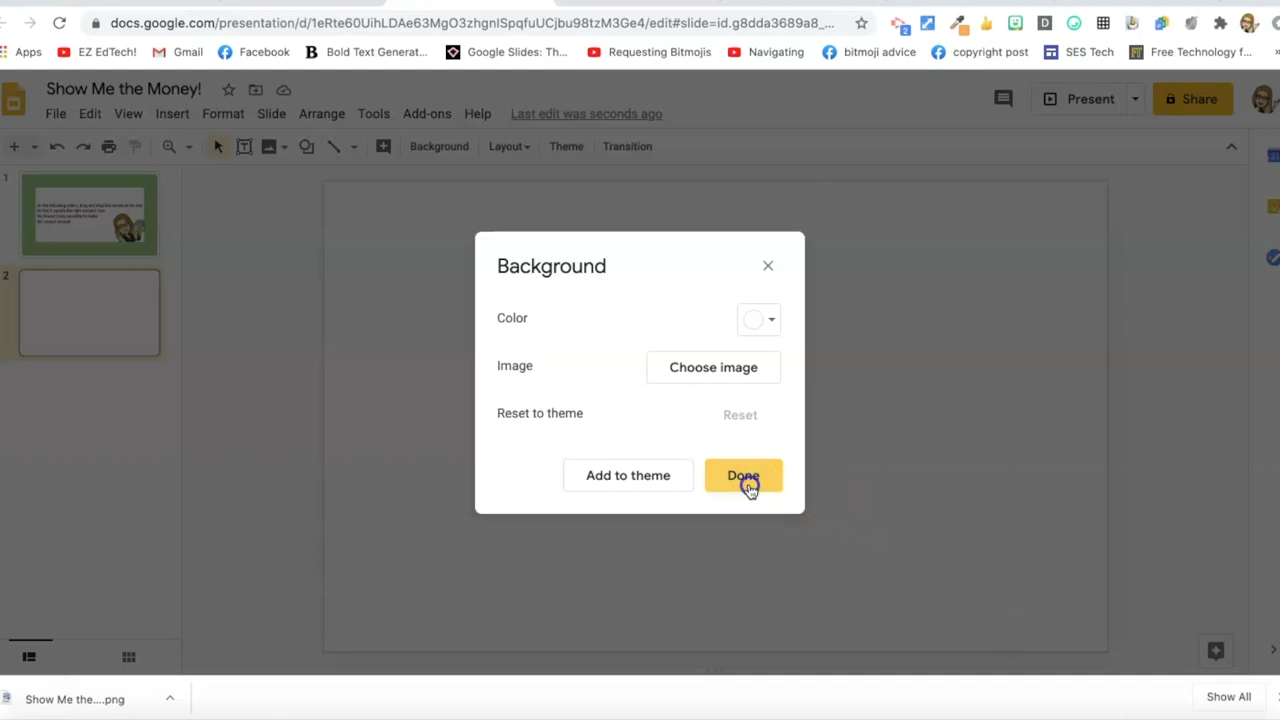 docs.google.com/presentation/d/1eRte60UihLDAe63MgO3zhgnISpqfuUCjbu98tzM3Ge4/edit#slide=id.g8dda3689a8_...
Apps EZ EdTech! Gmail Facebook Bold Text Generat... Google Slides: Th... Requesting Bitmojis Navigating bitmoji advice copyright post SES Tech Free Technology f... »
Show Me the Money!
Present Share
File Edit View Insert Format Slide Arrange Tools Add-ons Help Last edit was seconds ago
Background Layout Theme Transition
1
2
Background
Color
Image Choose image
Reset to theme Reset
Add to theme Done
Show Me the....png Show All